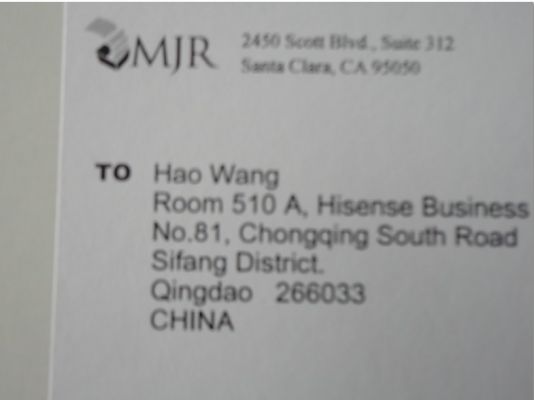 MJR 2450 Scott Blvd., Suite 312
Santa Clara, CA 95050
TO Hao Wang
Room 510 A, Hisense Business
No.81, Chongqing South Road
Sifang District.
Qingdao 266033
CHINA